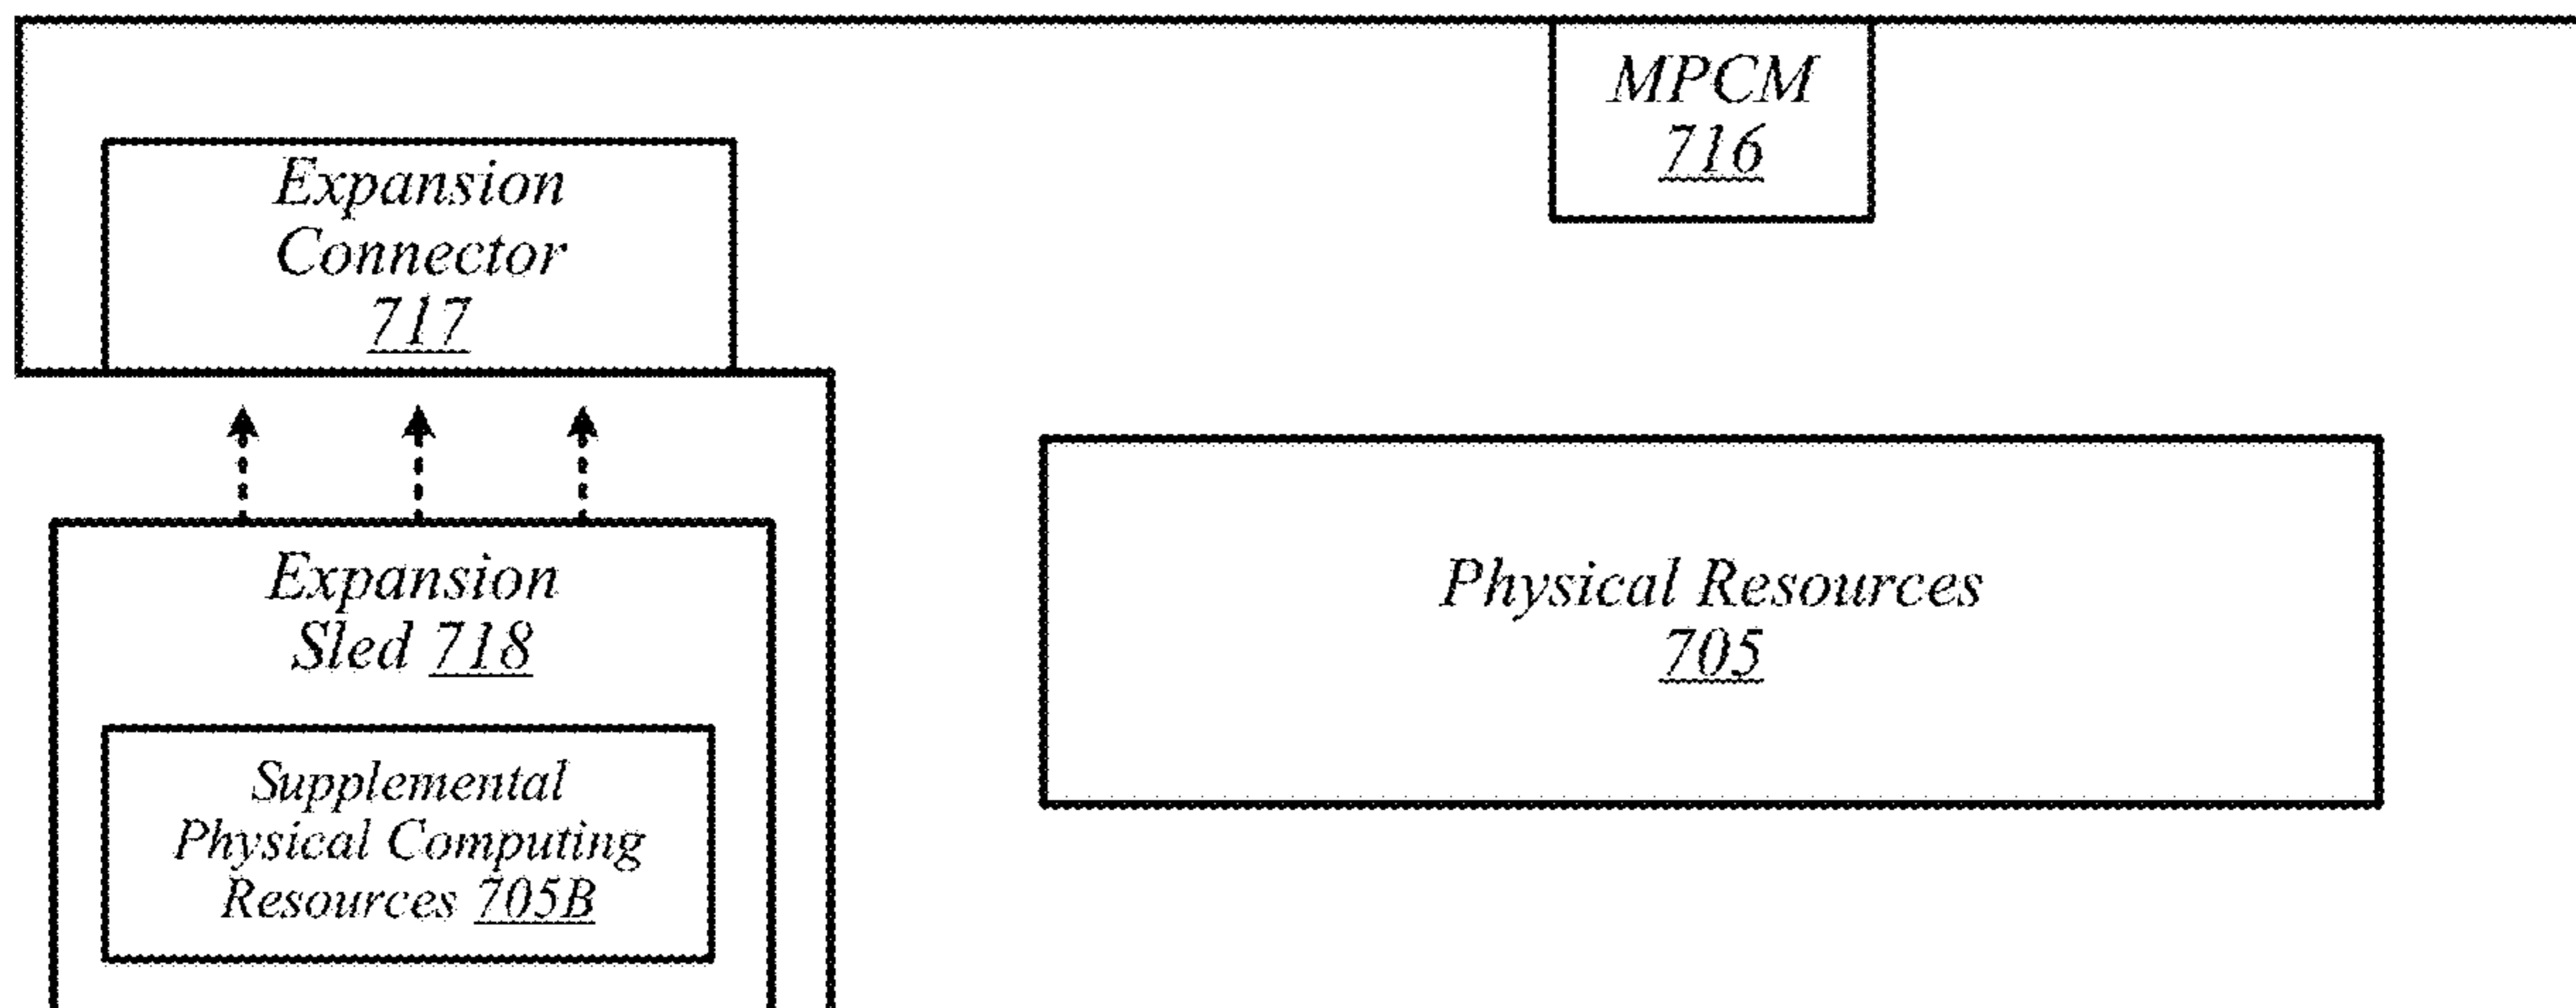 MPCM
716
Expansion
Connector
717
Expansion
Sled 718
Physical Resources
705
Supplemental
Physical Computing
Resources 705B